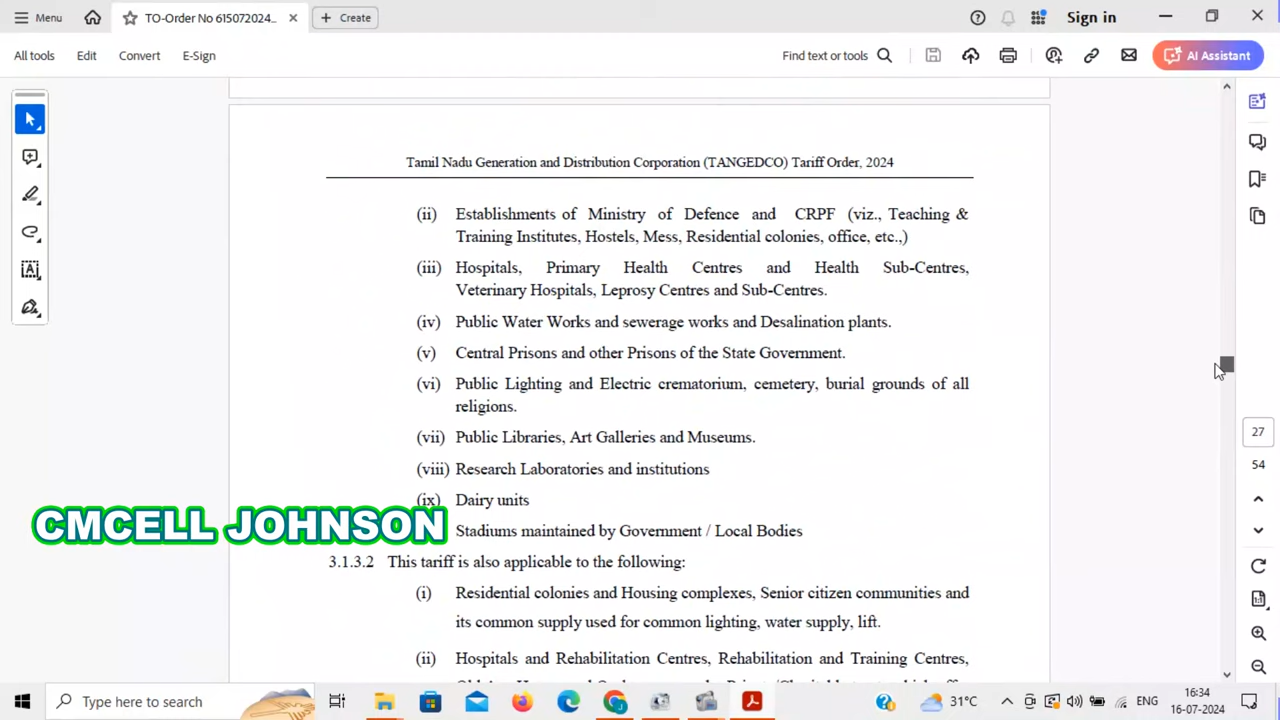 Menu
TO-Order No 615072024...
Create
Sign in
All tools
Edit
Convert
E-Sign
Find text or tools
AI Assistant
Tamil Nadu Generation and Distribution Corporation (TANGEDCO) Tariff Order, 2024
(ii) Establishments of Ministry of Defence and CRPF (viz., Teaching &
Training Institutes, Hostels, Mess, Residential colonies, office, etc.,)
(iii) Hospitals, Primary Health Centres and Health Sub-Centres,
Veterinary Hospitals, Leprosy Centres and Sub-Centres.
(iv) Public Water Works and sewerage works and Desalination plants.
(v) Central Prisons and other Prisons of the State Government.
(vi) Public Lighting and Electric crematorium, cemetery, burial grounds of all
religions.
(vii) Public Libraries, Art Galleries and Museums.
(viii) Research Laboratories and institutions
(ix) Dairy units
CMCELL JOHNSON
Stadiums maintained by Government / Local Bodies
3.1.3.2 This tariff is also applicable to the following:
(i) Residential colonies and Housing complexes, Senior citizen communities and
its common supply used for common lighting, water supply, lift.
(ii) Hospitals and Rehabilitation Centres, Rehabilitation and Training Centres,
27
54
Type here to search
31°C
ENG
16:34
16-07-2024